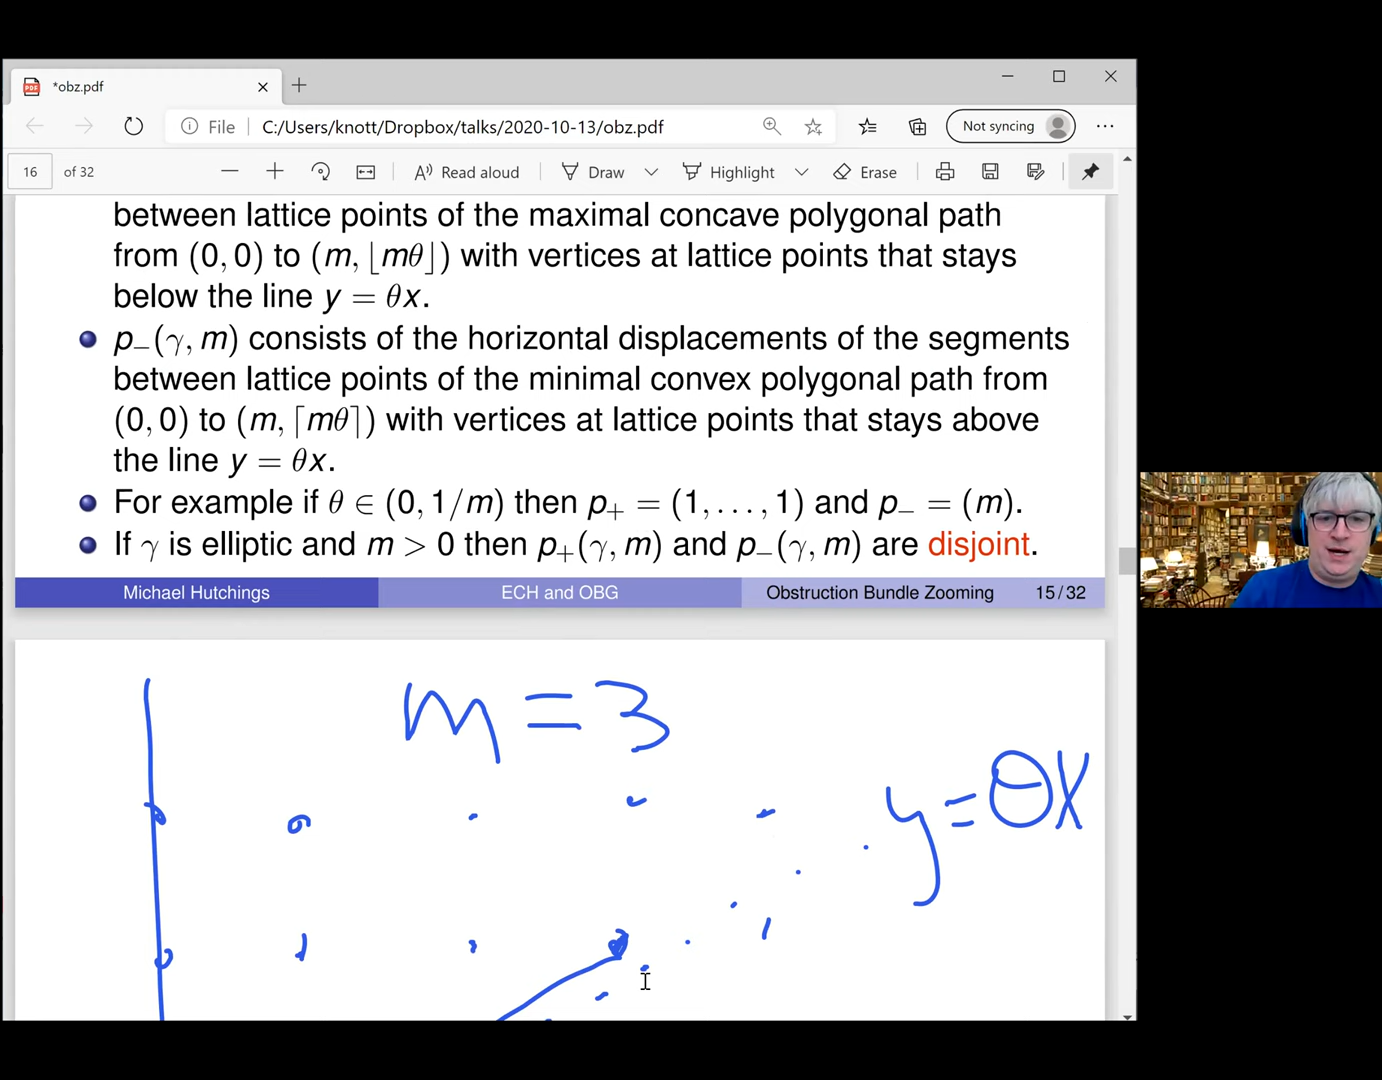 *obz.pdf
File C:/Users/knott/Dropbox/talks/2020-10-13/obz.pdf Not syncing
16 of 32 Read aloud Draw Highlight Erase
between lattice points of the maximal concave polygonal path
from (0, 0) to (m, ⌊mθ⌋) with vertices at lattice points that stays
below the line y = θx.
p₋(γ, m) consists of the horizontal displacements of the segments
between lattice points of the minimal convex polygonal path from
(0, 0) to (m, ⌈mθ⌉) with vertices at lattice points that stays above
the line y = θx.
For example if θ ∈ (0, 1/m) then p₊ = (1, . . . , 1) and p₋ = (m).
If γ is elliptic and m > 0 then p₊(γ, m) and p₋(γ, m) are disjoint.
Michael Hutchings ECH and OBG Obstruction Bundle Zooming 15 / 32
m = 3
y = θx